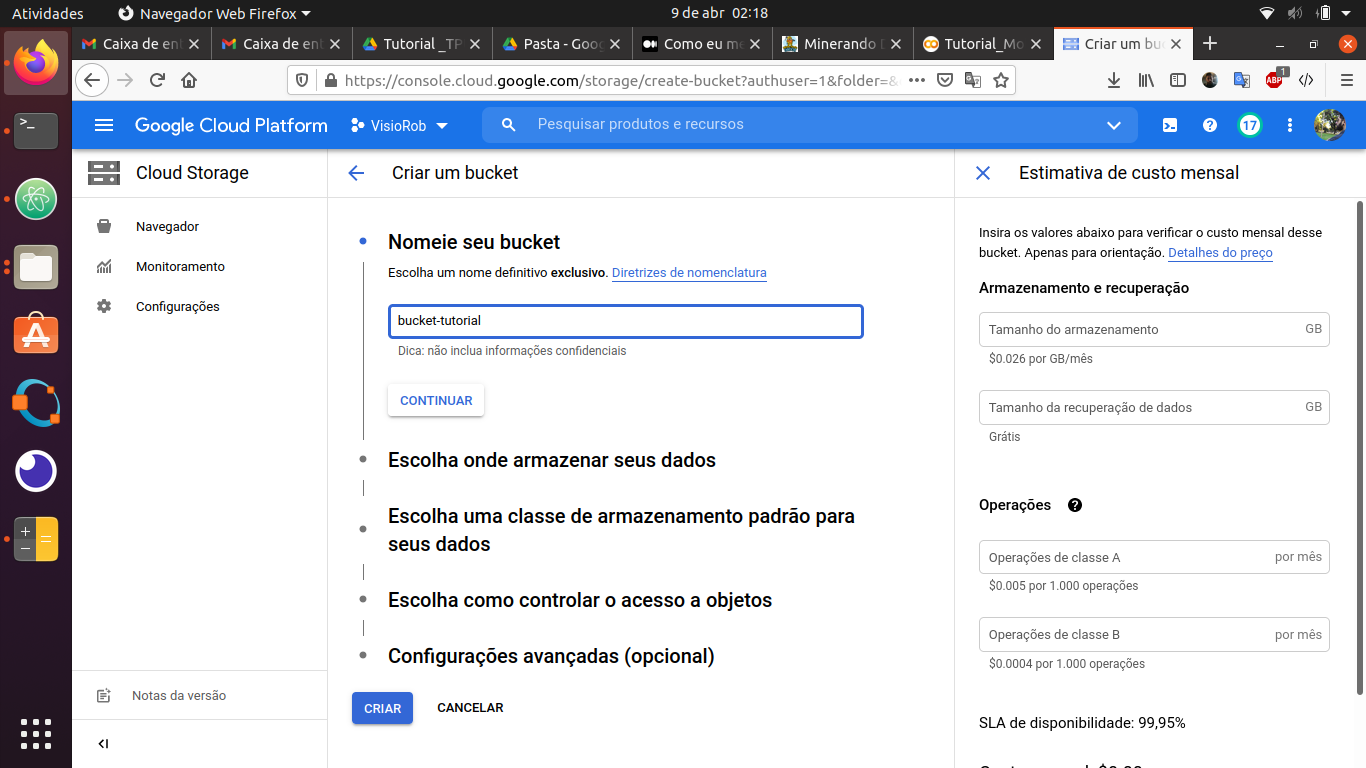 Atividades
Navegador Web Firefox
9 de abr 02:18
Caixa de en
Caixa de en
Tutorial _TP
Pasta - Goo
Como eu m
Minerando
Tutorial_Mo
Criar um bu
https://console.cloud.google.com/storage/create-bucket?authuser=1&folder=&
ABP
1
Google Cloud Platform
VisioRob
Pesquisar produtos e recursos
17
Cloud Storage
Criar um bucket
Estimativa de custo mensal
Navegador
Monitoramento
Configurações
Notas da versão
Nomeie seu bucket
Escolha um nome definitivo exclusivo. Diretrizes de nomenclatura
bucket-tutorial
Dica: não inclua informações confidenciais
CONTINUAR
Escolha onde armazenar seus dados
Escolha uma classe de armazenamento padrão para
seus dados
Escolha como controlar o acesso a objetos
Configurações avançadas (opcional)
CRIAR
CANCELAR
Insira os valores abaixo para verificar o custo mensal desse
bucket. Apenas para orientação. Detalhes do preço
Armazenamento e recuperação
Tamanho do armazenamento GB
$0.026 por GB/mês
Tamanho da recuperação de dados GB
Grátis
Operações
Operações de classe A por mês
$0.005 por 1.000 operações
Operações de classe B por mês
$0.0004 por 1.000 operações
SLA de disponibilidade: 99,95%